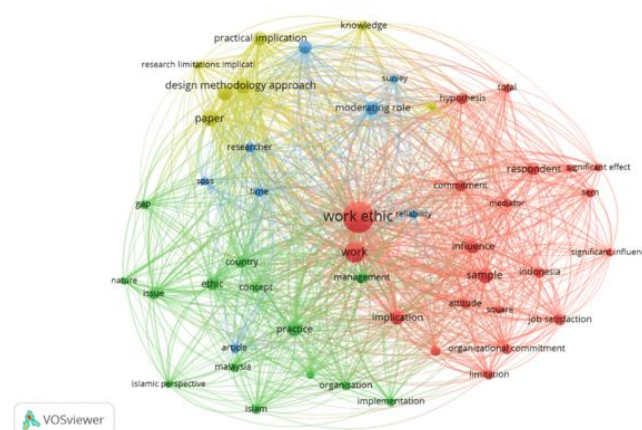 knowledge
practical implication
research limitations implicati
survey
design methodology approach
total
moderating role
hypothesis
paper
researcher
respondent
significant effect
spss
commitment
time
sem
gap
mediator
work ethic
reliability
influence
work
significant influen
country
sample
indonesia
management
nature
issue
ethic
concept
attitude
square
implication
job satisfaction
practice
article
organizational commitment
malaysia
limitation
islamic perspective
organisation
islam
implementation
VOSviewer